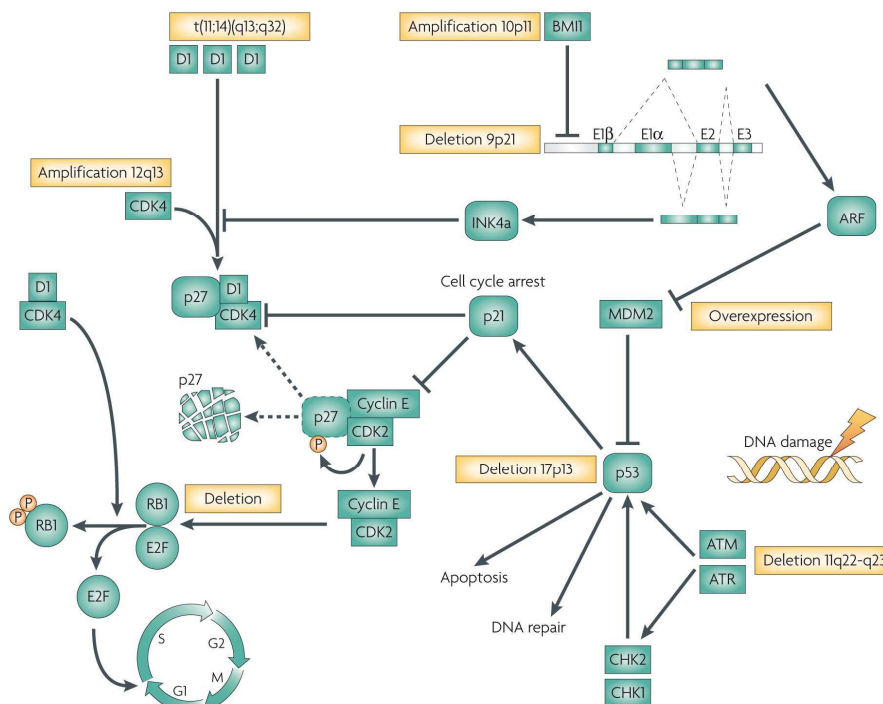 t(11;14)(q13;q32)
D1 D1 D1
Amplification 10p11 BMI1
Deletion 9p21
E1β E1α E2 E3
Amplification 12q13
CDK4
INK4a
ARF
D1
CDK4
p27 D1
CDK4
Cell cycle arrest
p21
MDM2
Overexpression
p27
p27 Cyclin E
CDK2
P
DNA damage
Deletion 17p13 p53
Deletion
Cyclin E
CDK2
P
P
RB1
RB1
E2F
ATM
ATR
Deletion 11q22-q23
Apoptosis
DNA repair
E2F
S
G2
M
G1
CHK2
CHK1